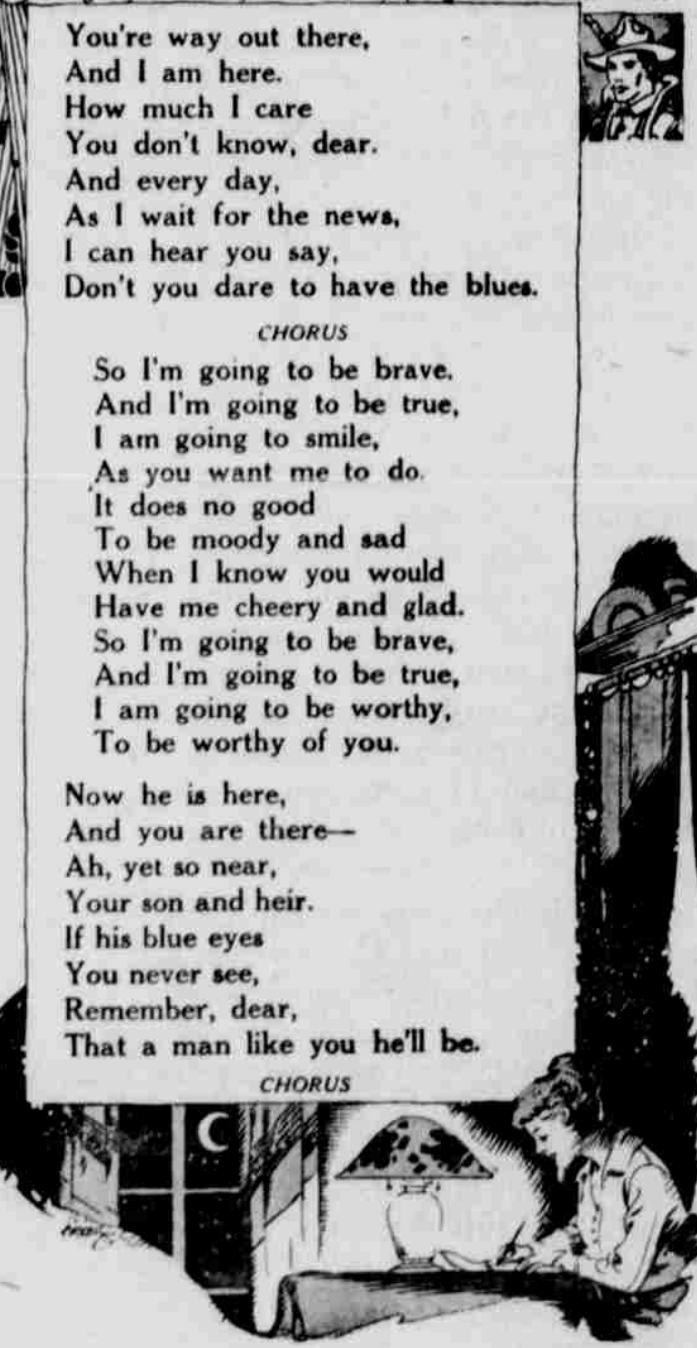 You're way out there,
And I am here.
How much I care
You don't know, dear.
And every day,
As I wait for the news,
I can hear you say,
Don't you dare to have the blues.
CHORUS
So I'm going to be brave.
And I'm going to be true,
I am going to smile,
As you want me to do.
It does no good
To be moody and sad
When I know you would
Have me cheery and glad.
So I'm going to be brave,
And I'm going to be true,
I am going to be worthy,
To be worthy of you.
Now he is here,
And you are there—
Ah, yet so near,
Your son and heir.
If his blue eyes
You never see,
Remember, dear,
That a man like you he'll be.
CHORUS